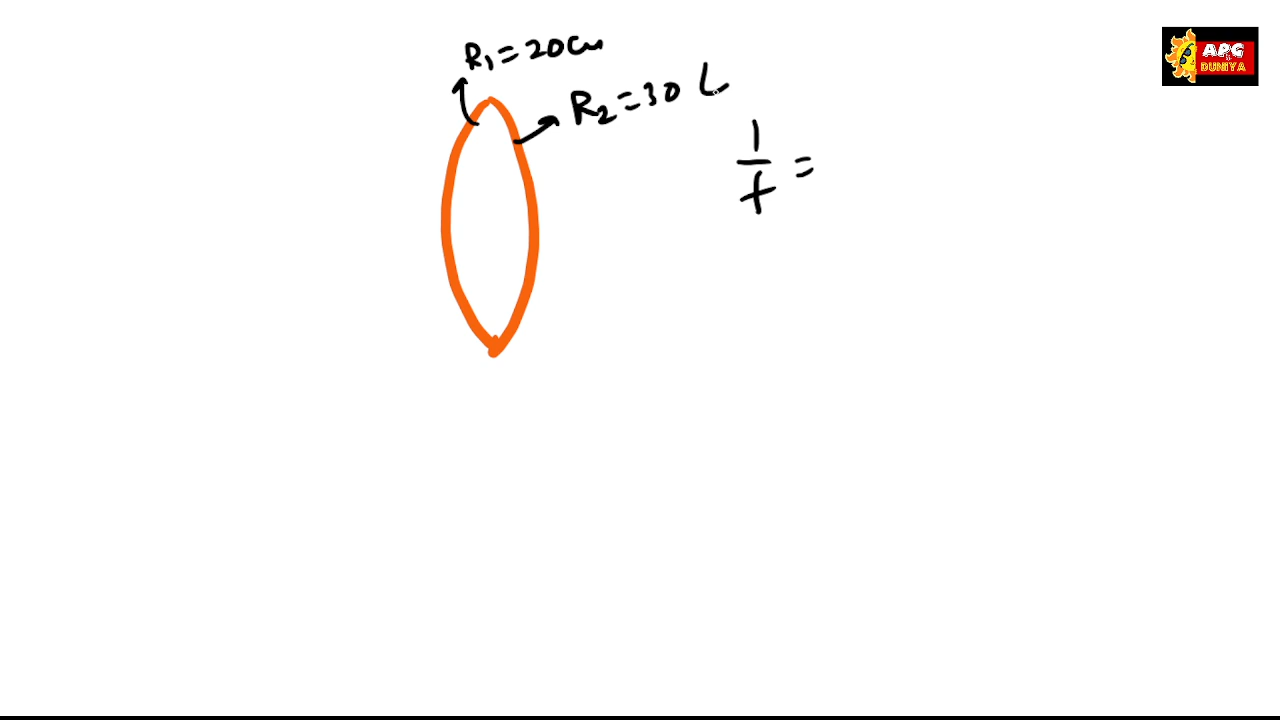 R₁ = 20cm
R₂ = 30
1/f =
APC
DUNIYA